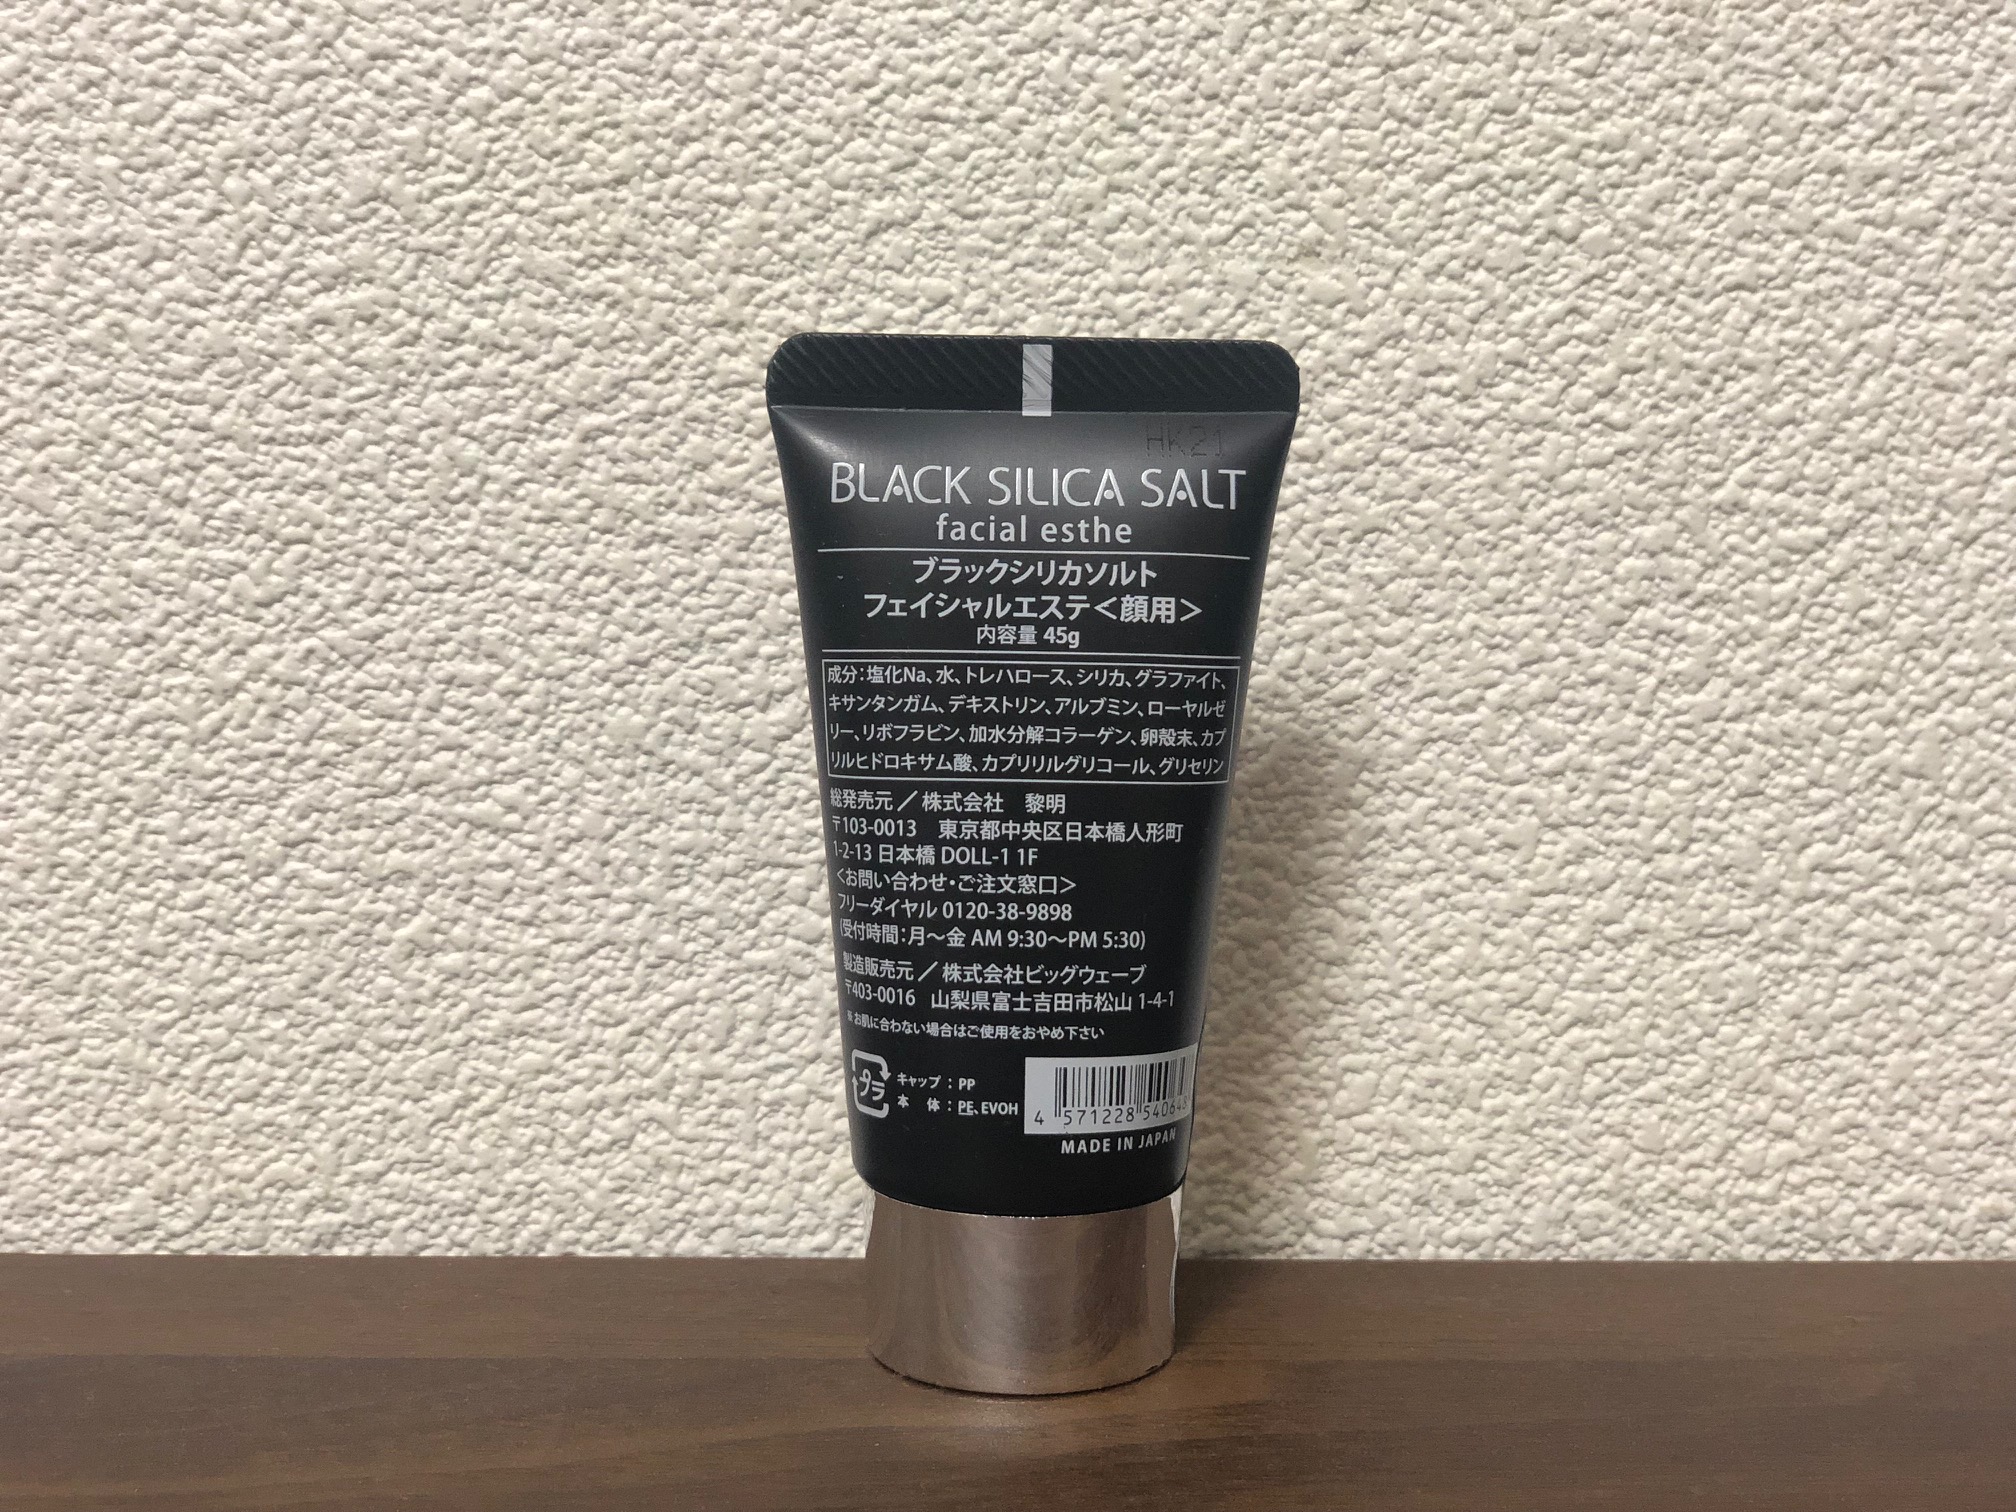 HK21
BLACK SILICA SALT
facial esthe
ブラックシリカソルト
フェイシャルエステ＜顔用＞
内容量 45g
成分：塩化Na、水、トレハロース、シリカ、グラファイト、
キサンタンガム、デキストリン、アルブミン、ローヤルゼ
リー、リボフラビン、加水分解コラーゲン、卵殻末、カプ
リルヒドロキサム酸、カプリリルグリコール、グリセリン
総発売元／株式会社　黎明
〒103-0013　東京都中央区日本橋人形町
1-2-13 日本橋 DOLL-1 1F
＜お問い合わせ・ご注文窓口＞
フリーダイヤル 0120-38-9898
(受付時間：月～金 AM 9:30～PM 5:30)
製造販売元／株式会社ビッグウェーブ
〒403-0016　山梨県富士吉田市松山 1-4-1
※お肌に合わない場合はご使用をおやめ下さい
プラ
キャップ：PP
本　体：PE、EVOH
4 571228 540648
MADE IN JAPAN